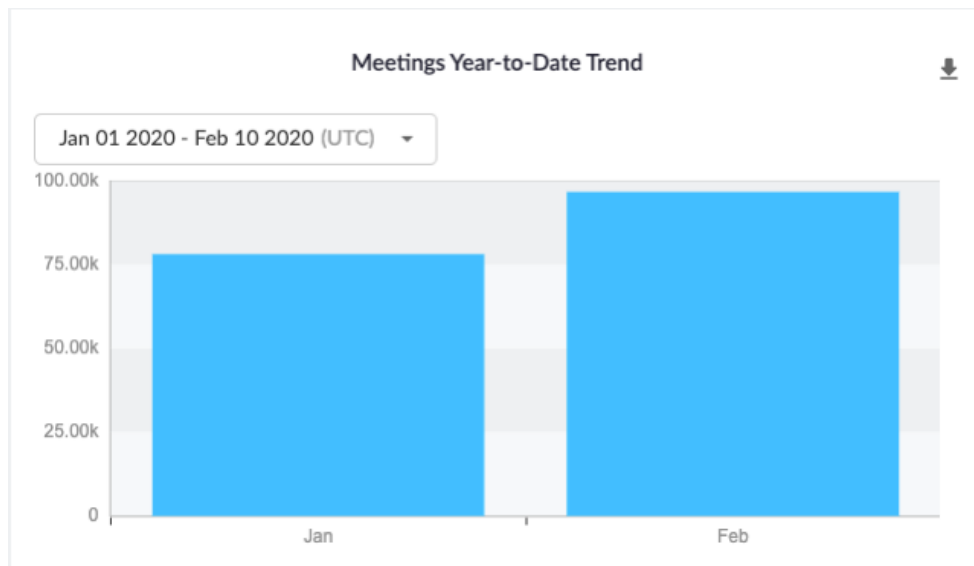 Meetings Year-to-Date Trend
Jan 01 2020 - Feb 10 2020 (UTC)
100.00k
75.00k
50.00k
25.00k
0
Jan
Feb